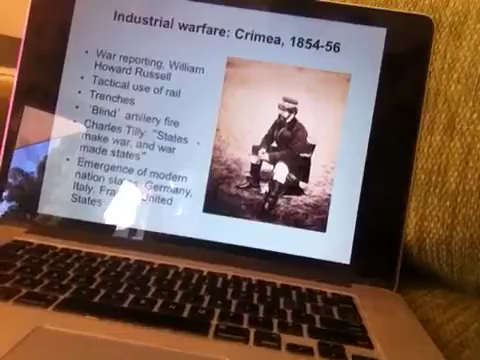 Industrial warfare: Crimea, 1854-56
• War reporting, William
Howard Russell
• Tactical use of rail
• Trenches
• 'Blind' artillery fire
• Charles Tilly: "States
make war, and war
made states"
• Emergence of modern
nation states: Germany,
Italy, France, United
States